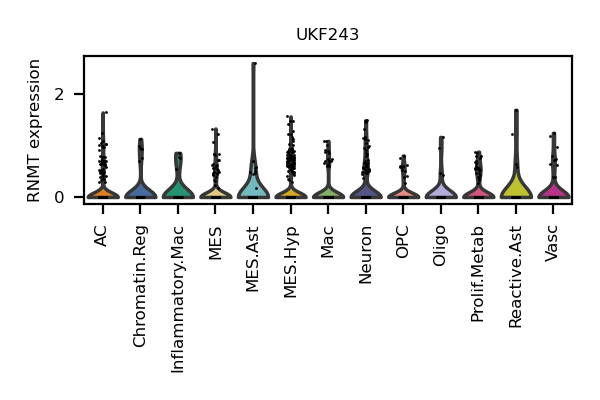 UKF243
RNMT expression
2
0
AC
Chromatin.Reg
Inflammatory.Mac
MES
MES.Ast
MES.Hyp
Mac
Neuron
OPC
Oligo
Prolif.Metab
Reactive.Ast
Vasc